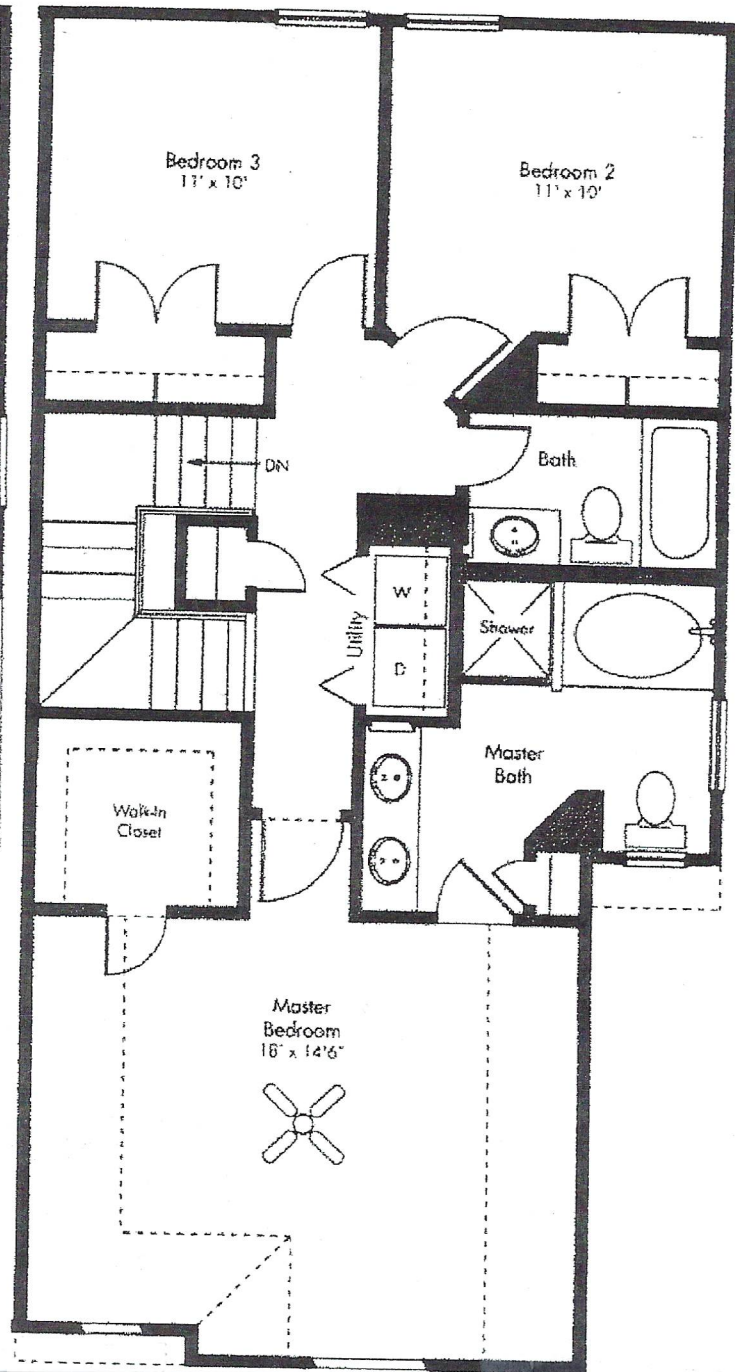 Bedroom 3
11' x 10'
Bedroom 2
11' x 10'
DN
Bath
W
Utility
D
Shower
Master
Bath
Walk-In
Closet
Master
Bedroom
18' x 14'6"